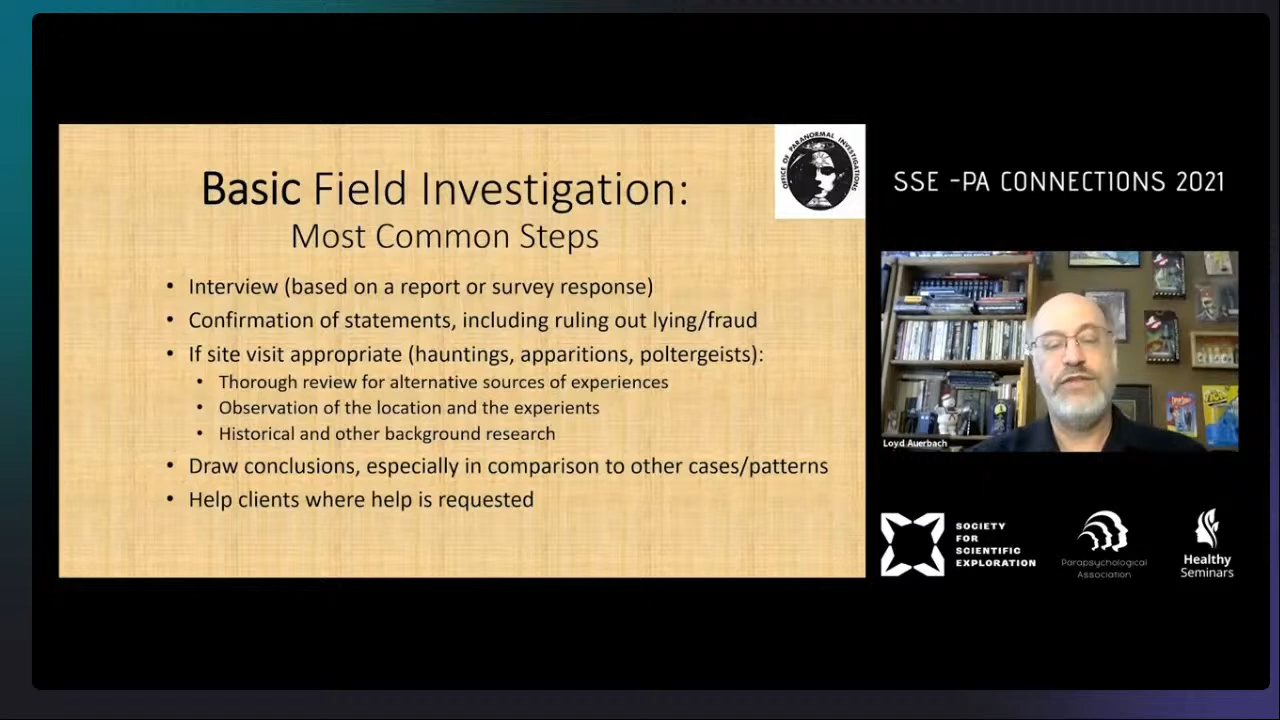 Basic Field Investigation:
Most Common Steps
• Interview (based on a report or survey response)
• Confirmation of statements, including ruling out lying/fraud
• If site visit appropriate (hauntings, apparitions, poltergeists):
• Thorough review for alternative sources of experiences
• Observation of the location and the experients
• Historical and other background research
• Draw conclusions, especially in comparison to other cases/patterns
• Help clients where help is requested
OFFICE OF PARANORMAL INVESTIGATIONS
SSE -PA CONNECTIONS 2021
Loyd Auerbach
SOCIETY
FOR
SCIENTIFIC
EXPLORATION
Parapsychological
Association
Healthy
Seminars